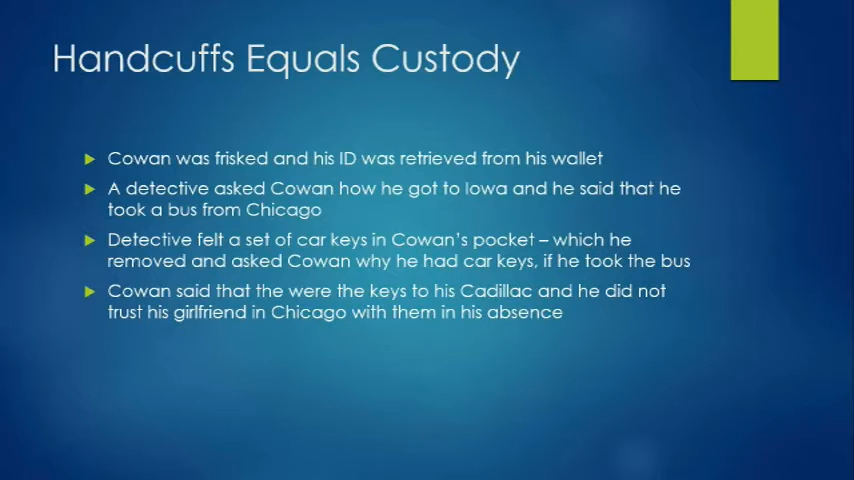 Handcuffs Equals Custody
Cowan was frisked and his ID was retrieved from his wallet
A detective asked Cowan how he got to Iowa and he said that he
took a bus from Chicago
Detective felt a set of car keys in Cowan's pocket – which he
removed and asked Cowan why he had car keys, if he took the bus
Cowan said that the were the keys to his Cadillac and he did not
trust his girlfriend in Chicago with them in his absence